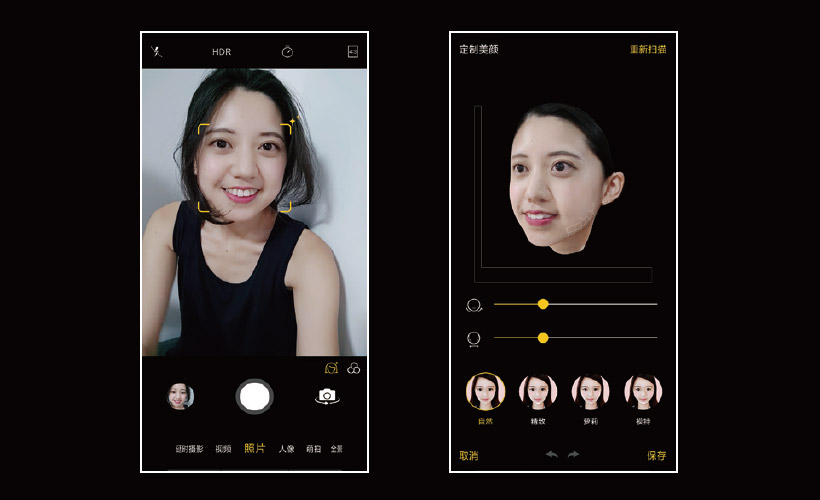 HDR
延时摄影 视频 照片 人像 萌拍 全景
定制美颜 重新扫描
自然 精致 萝莉 模特
取消 保存